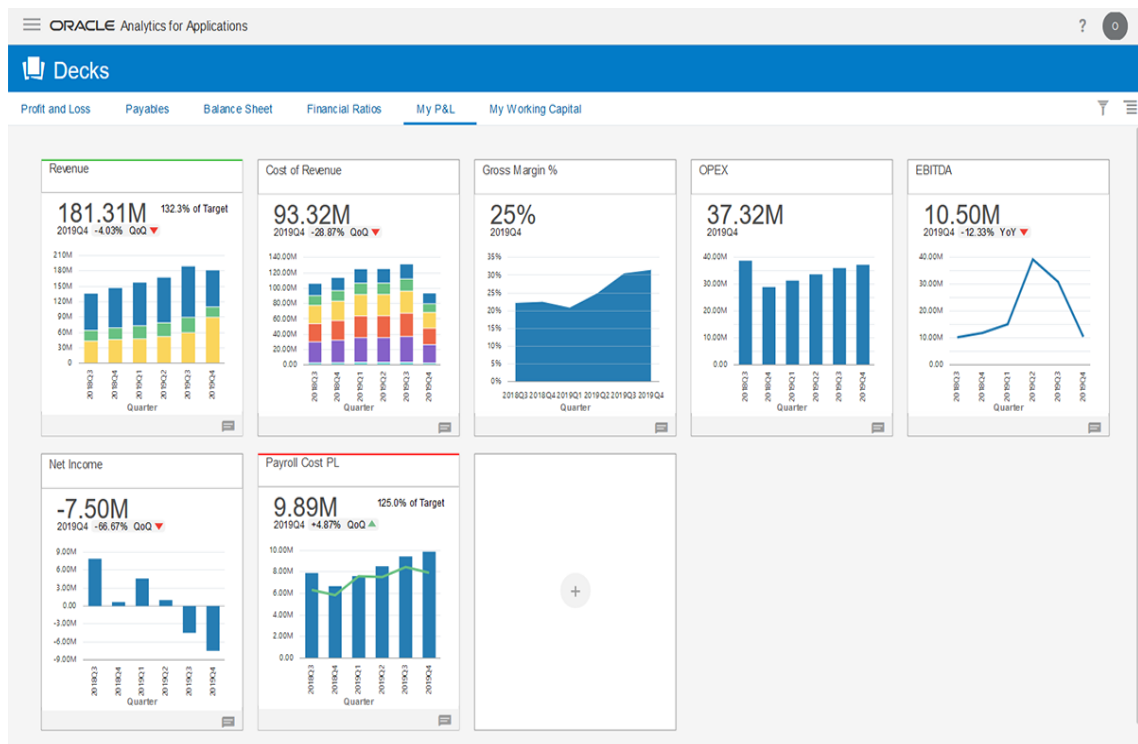 ORACLE Analytics for Applications
?
O
Decks
Profit and Loss
Payables
Balance Sheet
Financial Ratios
My P&L
My Working Capital
Revenue
181.31M
132.3% of Target
2019Q4 -4.03% QoQ
210M
180M
150M
120M
90M
60M
30M
0
2018Q3
2018Q4
2019Q1
2019Q2
2019Q3
2019Q4
Quarter
Cost of Revenue
93.32M
2019Q4 -28.87% QoQ
140.00M
120.00M
100.00M
80.00M
60.00M
40.00M
20.00M
0.00
2018Q3
2018Q4
2019Q1
2019Q2
2019Q3
2019Q4
Quarter
Gross Margin %
25%
2019Q4
35%
30%
25%
20%
15%
10%
5%
0%
2018Q3 2018Q4 2019Q1 2019Q2 2019Q3 2019Q4
Quarter
OPEX
37.32M
2019Q4
40.00M
30.00M
20.00M
10.00M
0.00
2018Q3
2018Q4
2019Q1
2019Q2
2019Q3
2019Q4
Quarter
EBITDA
10.50M
2019Q4 -12.33% YoY
40.00M
30.00M
20.00M
10.00M
0.00
2018Q3
2018Q4
2019Q1
2019Q2
2019Q3
2019Q4
Quarter
Net Income
-7.50M
2019Q4 -66.67% QoQ
9.00M
6.00M
3.00M
0.00
-3.00M
-6.00M
-9.00M
2018Q3
2018Q4
2019Q1
2019Q2
2019Q3
2019Q4
Quarter
Payroll Cost PL
9.89M
125.0% of Target
2019Q4 +4.87% QoQ
10.00M
8.00M
6.00M
4.00M
2.00M
0.00
2018Q3
2018Q4
2019Q1
2019Q2
2019Q3
2019Q4
Quarter
+